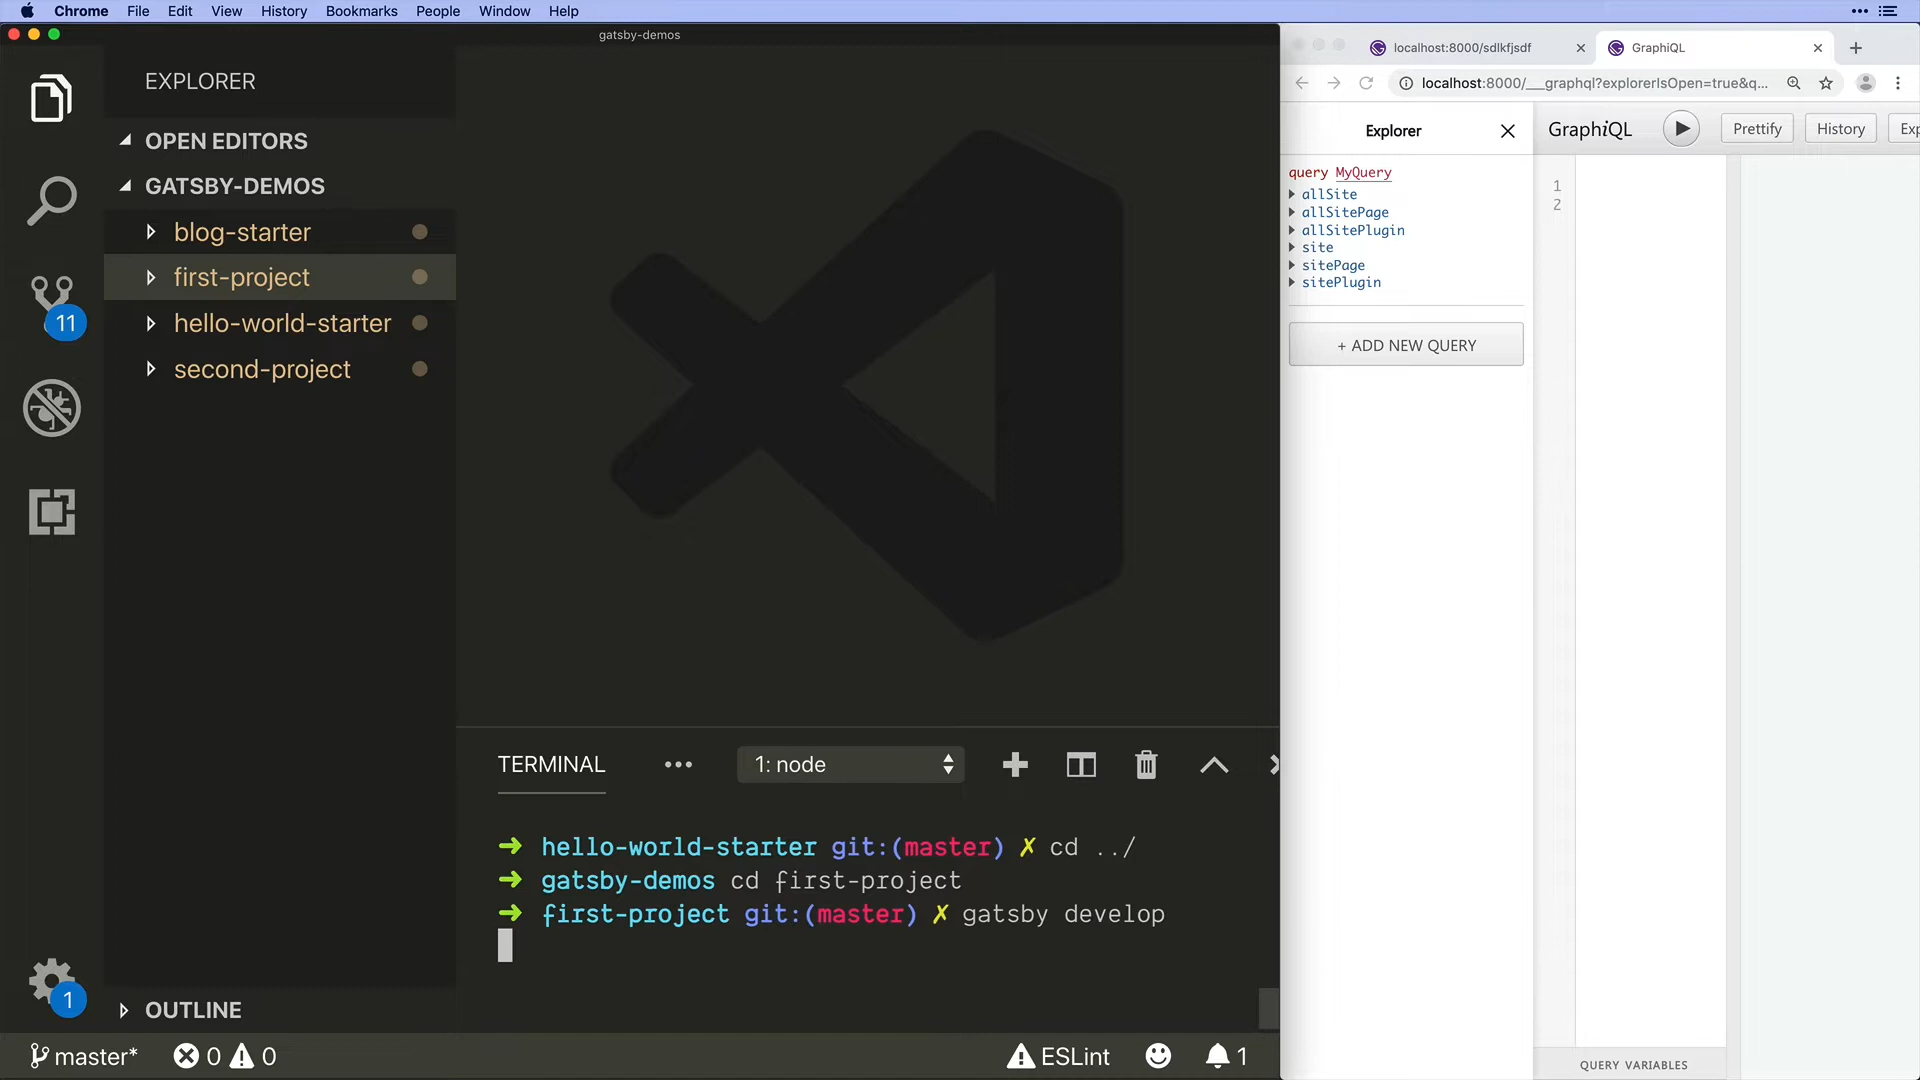 Chrome File Edit View History Bookmarks People Window Help
gatsby-demos
EXPLORER
OPEN EDITORS
GATSBY-DEMOS
blog-starter
first-project
hello-world-starter
second-project
11
1
OUTLINE
TERMINAL
1: node
➜ hello-world-starter git:(master) ✗ cd ../
➜ gatsby-demos cd first-project
➜ first-project git:(master) ✗ gatsby develop
master* 0 0 ESLint 1
localhost:8000/sdlkfjsdf GraphiQL
localhost:8000/___graphql?explorerIsOpen=true&q...
Explorer
GraphiQL Prettify History Exp
query MyQuery
allSite
allSitePage
allSitePlugin
site
sitePage
sitePlugin
+ ADD NEW QUERY
1
2
QUERY VARIABLES